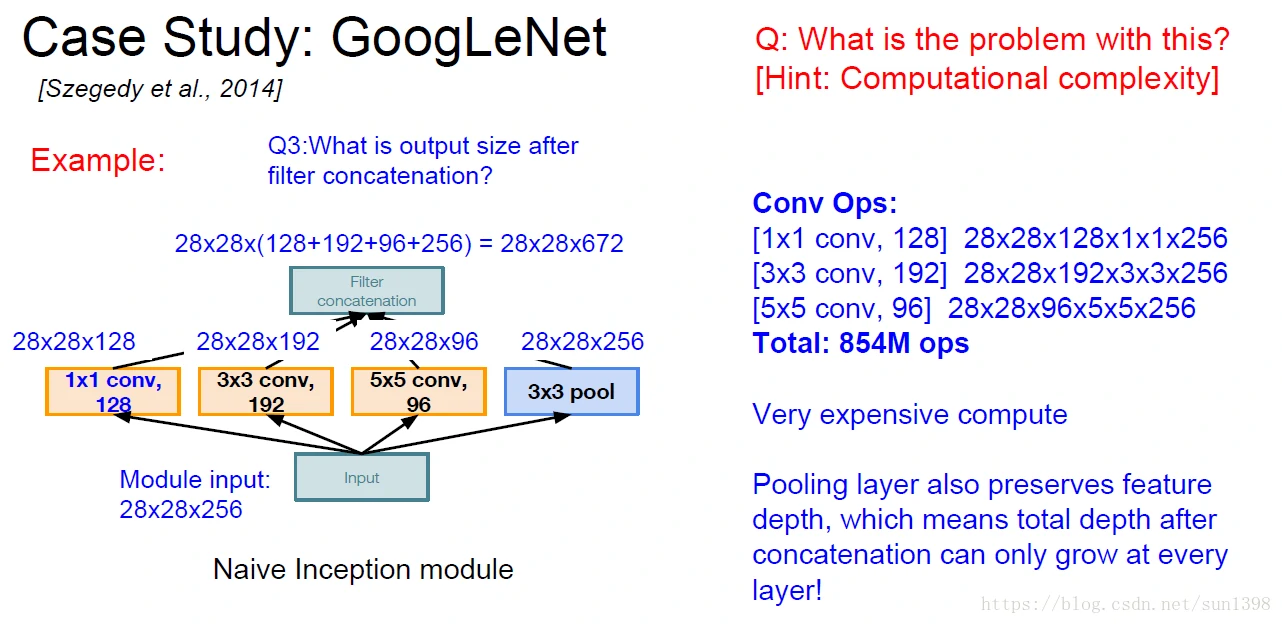 Case Study: GoogLeNet
[Szegedy et al., 2014]
Example:
Q3:What is output size after
filter concatenation?
28x28x(128+192+96+256) = 28x28x672
Filter
concatenation
28x28x128
28x28x192
28x28x96
28x28x256
1x1 conv,
128
3x3 conv,
192
5x5 conv,
96
3x3 pool
Module input:
28x28x256
Input
Naive Inception module
Q: What is the problem with this?
[Hint: Computational complexity]
Conv Ops:
[1x1 conv, 128]  28x28x128x1x1x256
[3x3 conv, 192]  28x28x192x3x3x256
[5x5 conv, 96]  28x28x96x5x5x256
Total: 854M ops
Very expensive compute
Pooling layer also preserves feature
depth, which means total depth after
concatenation can only grow at every
layer!
https://blog.csdn.net/sun1398